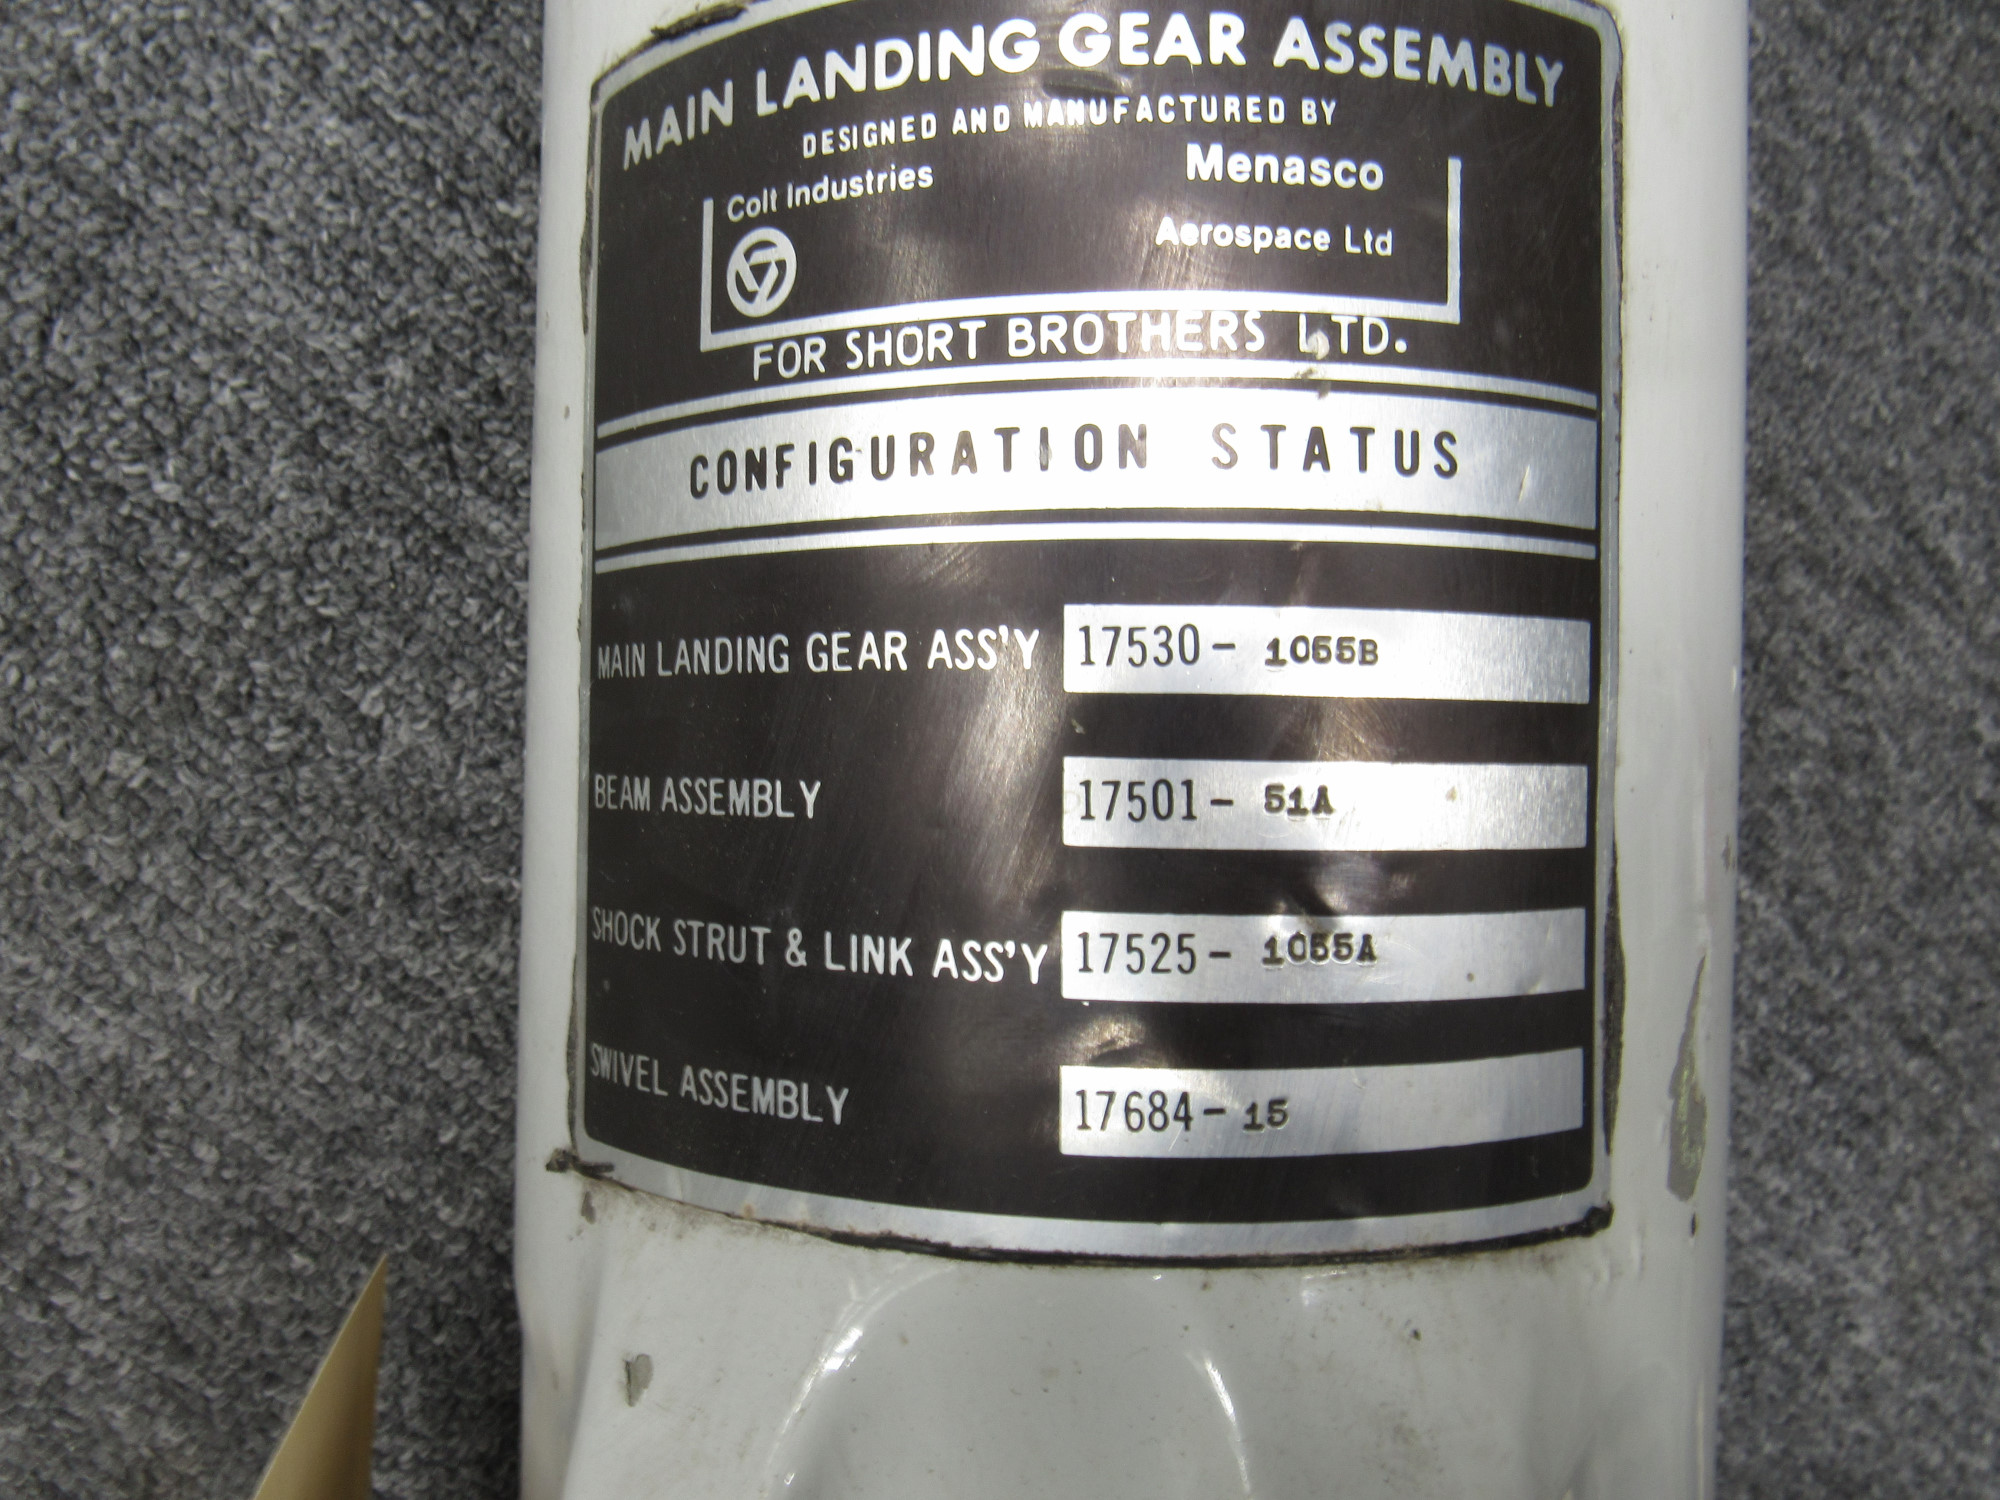 MAIN LANDING GEAR ASSEMBLY
DESIGNED AND MANUFACTURED BY
Colt Industries
Menasco
Aerospace Ltd
FOR SHORT BROTHERS LTD.
CONFIGURATION STATUS
MAIN LANDING GEAR ASS'Y 17530- 1055B
BEAM ASSEMBLY 17501- 51A
SHOCK STRUT & LINK ASS'Y 17525- 1055A
SWIVEL ASSEMBLY 17684- 15